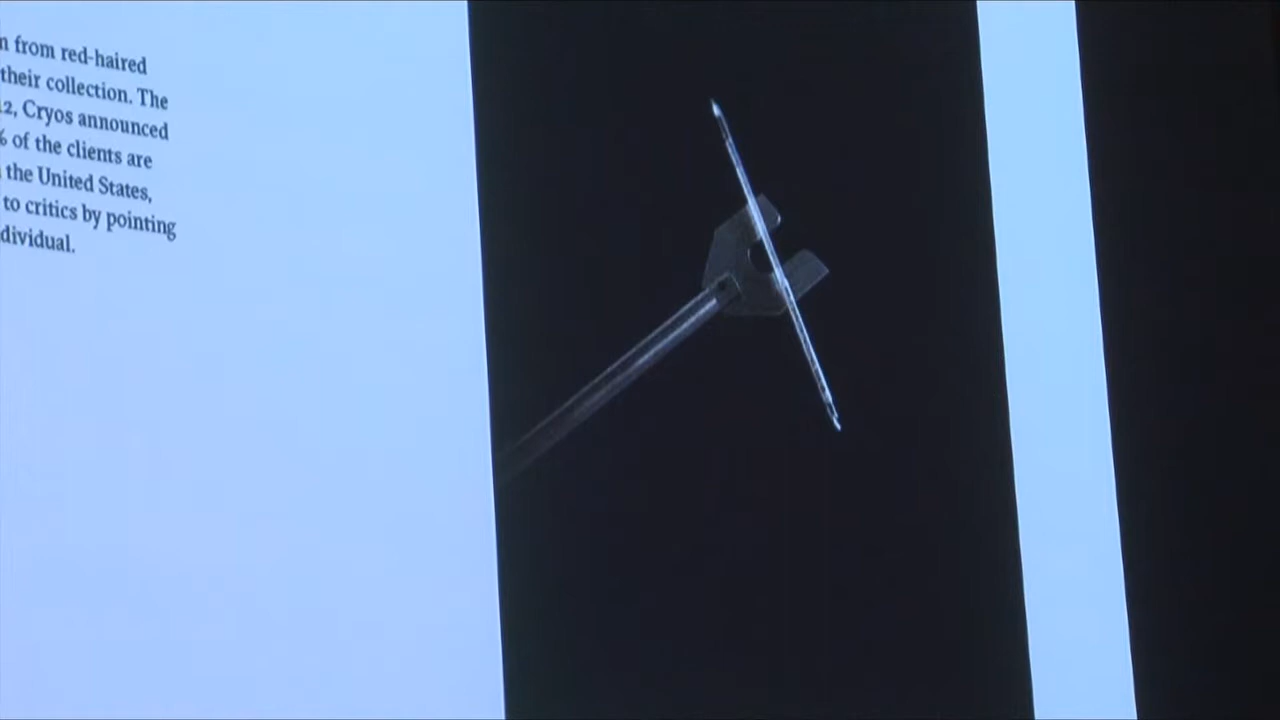 from red-haired
their collection. The
12, Cryos announced
% of the clients are
the United States,
to critics by pointing
dividual.